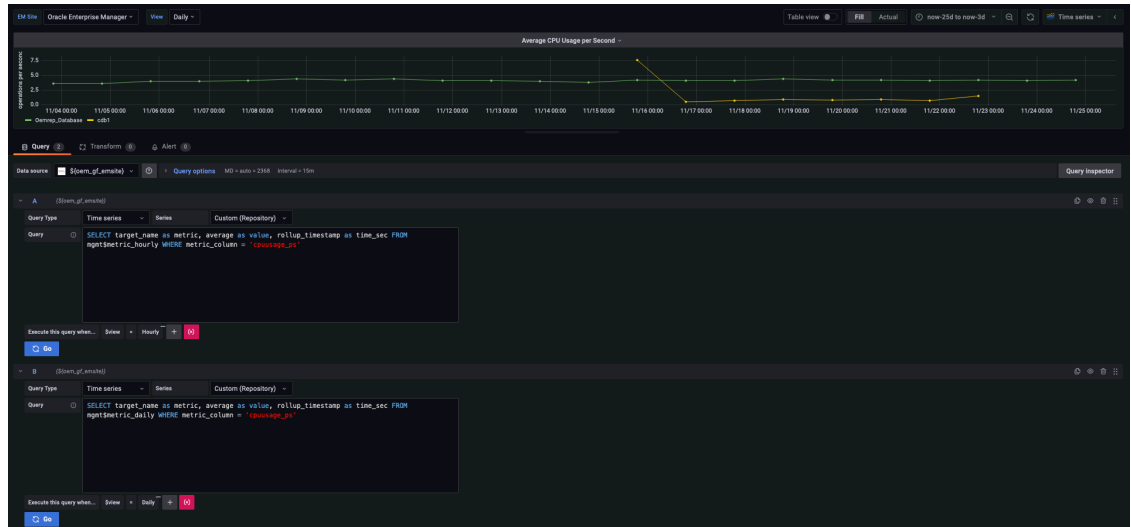 EM Site Oracle Enterprise Manager View Daily Table view Fill Actual now-25d to now-3d Time series
Average CPU Usage per Second
operations per second
7.5
5.0
2.5
0.0
11/04 00:00 11/05 00:00 11/06 00:00 11/07 00:00 11/08 00:00 11/09 00:00 11/10 00:00 11/11 00:00 11/12 00:00 11/13 00:00 11/14 00:00 11/15 00:00 11/16 00:00 11/17 00:00 11/18 00:00 11/19 00:00 11/20 00:00 11/21 00:00 11/22 00:00 11/23 00:00 11/24 00:00 11/25 00:00
Oemrep_Database cdb1
Query 2 Transform 0 Alert 0
Data source ${oem_gf_emsite} Query options MD = auto = 2368 Interval = 15m Query inspector
A (${oem_gf_emsite})
Query Type Time series Series Custom (Repository)
Query SELECT target_name as metric, average as value, rollup_timestamp as time_sec FROM
mgmt$metric_hourly WHERE metric_column = 'cpuusage_ps'
Execute this query when... $view = Hourly + (x)
Go
B (${oem_gf_emsite})
Query Type Time series Series Custom (Repository)
Query SELECT target_name as metric, average as value, rollup_timestamp as time_sec FROM
mgmt$metric_daily WHERE metric_column = 'cpuusage_ps'
Execute this query when... $view = Daily + (x)
Go